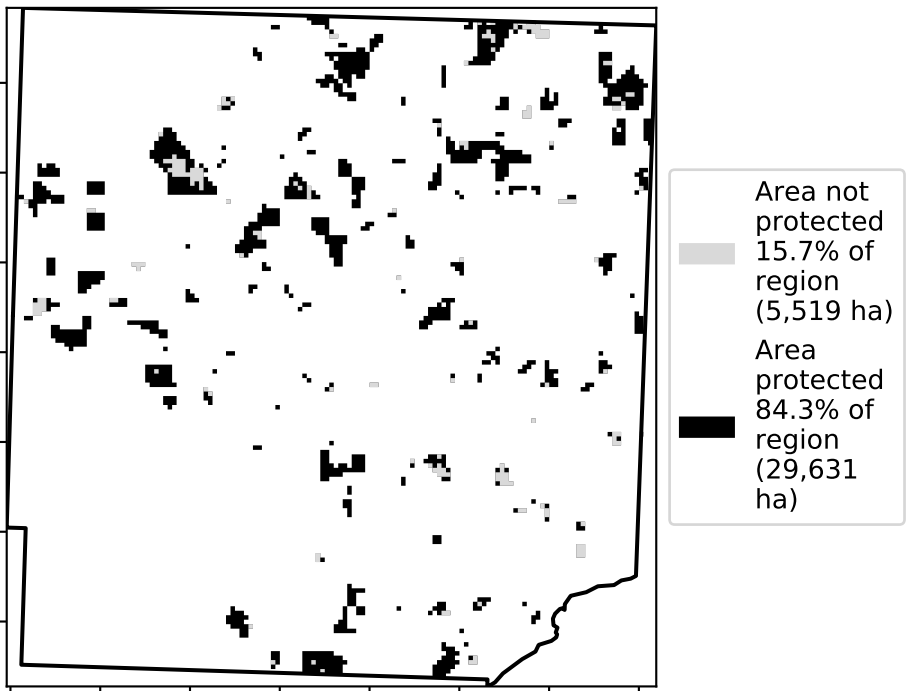 Area not
protected
15.7% of
region
(5,519 ha)
Area
protected
84.3% of
region
(29,631
ha)